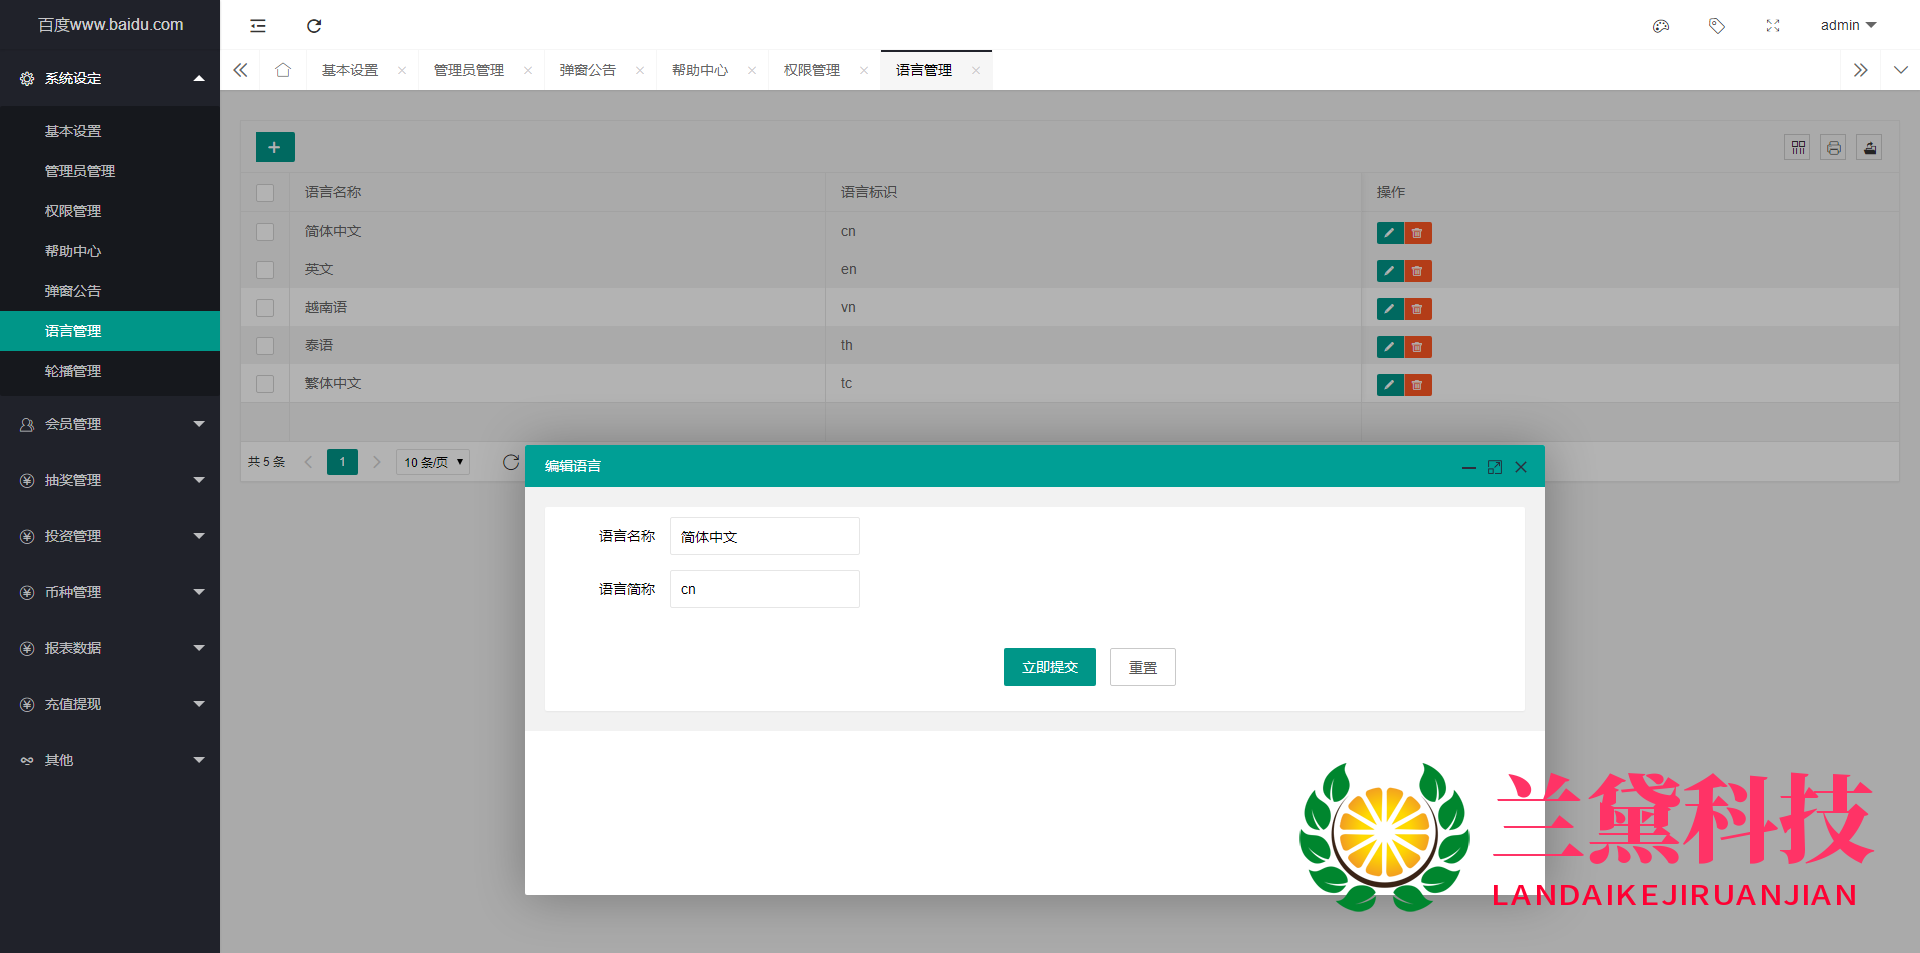 百度www.baidu.com
admin
系统设定
基本设置
管理员管理
弹窗公告
帮助中心
权限管理
语言管理
基本设置
管理员管理
权限管理
帮助中心
弹窗公告
语言管理
轮播管理
会员管理
抽奖管理
投资管理
币种管理
报表数据
充值提现
其他
语言名称
语言标识
操作
简体中文
cn
英文
en
越南语
vn
泰语
th
繁体中文
tc
共 5 条
1
10 条/页
编辑语言
语言名称
简体中文
语言简称
cn
立即提交
重置
兰黛科技
LANDAIKEJIRUANJIAN